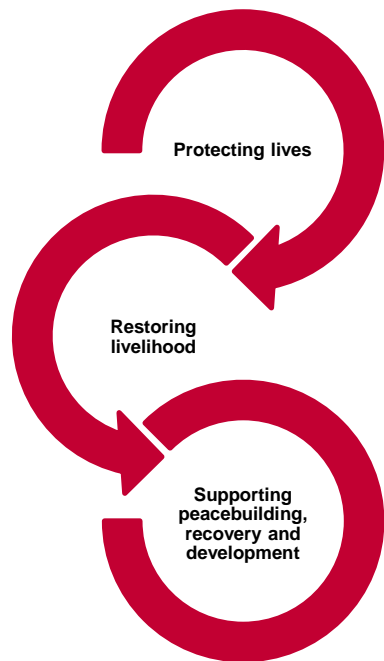 Protecting lives
Restoring
livelihood
Supporting
peacebuilding,
recovery and
development